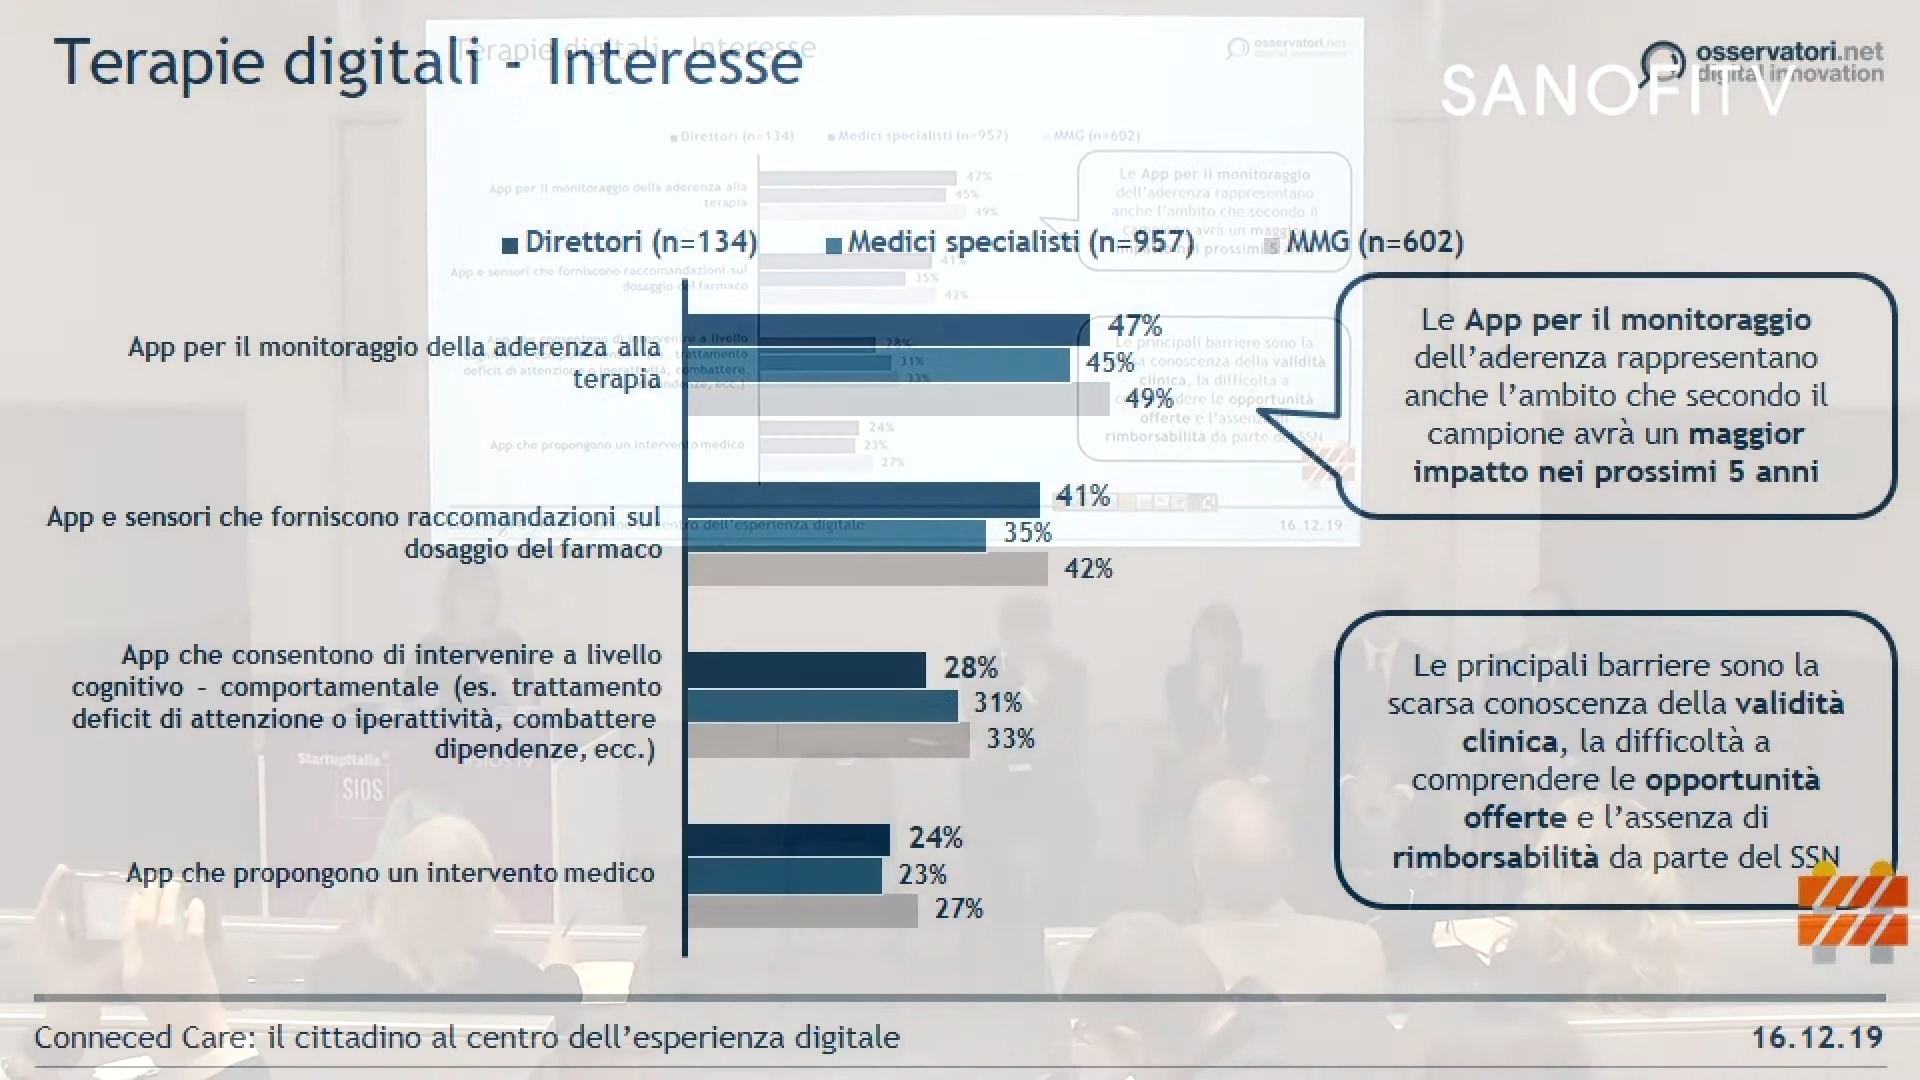 Terapie digitali - Interesse
osservatori.net
digital innovation
SANOFI TV
Direttori (n=134)
Medici specialisti (n=957)
MMG (n=602)
App per il monitoraggio della aderenza alla
terapia
47%
45%
49%
App e sensori che forniscono raccomandazioni sul
dosaggio del farmaco
41%
35%
42%
App che consentono di intervenire a livello
cognitivo - comportamentale (es. trattamento
deficit di attenzione o iperattività, combattere
dipendenze, ecc.)
28%
31%
33%
App che propongono un intervento medico
24%
23%
27%
Le App per il monitoraggio
dell'aderenza rappresentano
anche l'ambito che secondo il
campione avrà un maggior
impatto nei prossimi 5 anni
Le principali barriere sono la
scarsa conoscenza della validità
clinica, la difficoltà a
comprendere le opportunità
offerte e l'assenza di
rimborsabilità da parte del SSN
StartupItalia
SIOS
Conneced Care: il cittadino al centro dell'esperienza digitale
16.12.19